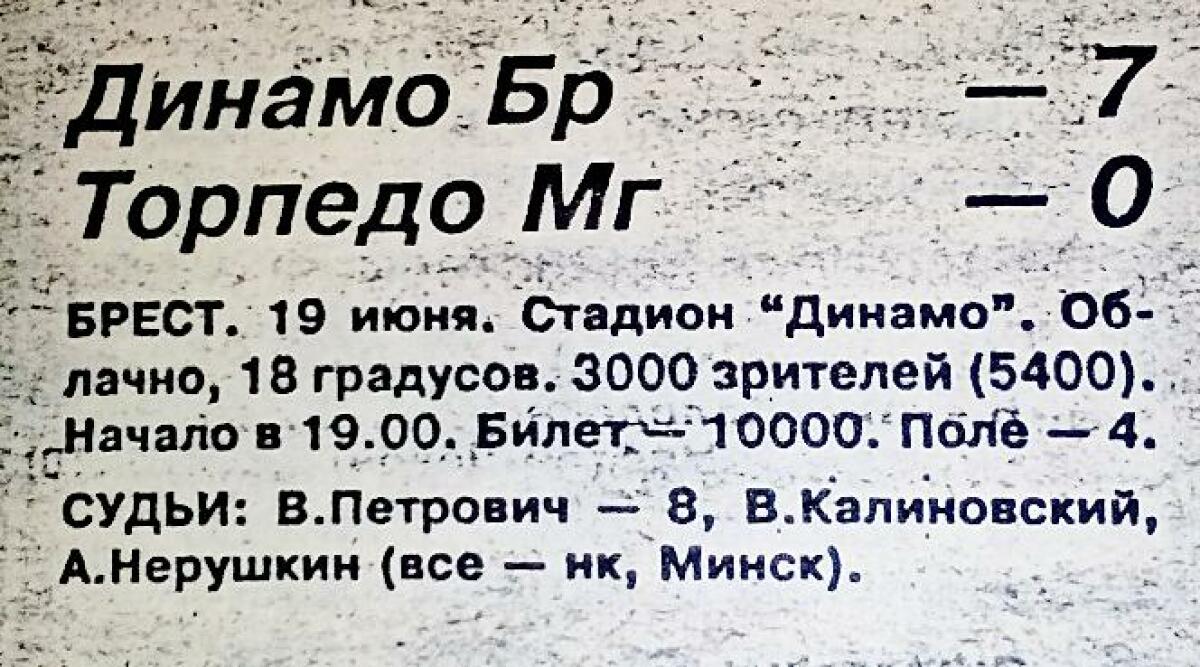 Динамо Бр — 7
Торпедо Мг — 0
БРЕСТ. 19 июня. Стадион "Динамо". Об-
лачно, 18 градусов. 3000 зрителей (5400).
Начало в 19.00. Билет — 10000. Поле — 4.
СУДЬИ: В.Петрович — 8, В.Калиновский,
А.Нерушкин (все — нк, Минск).